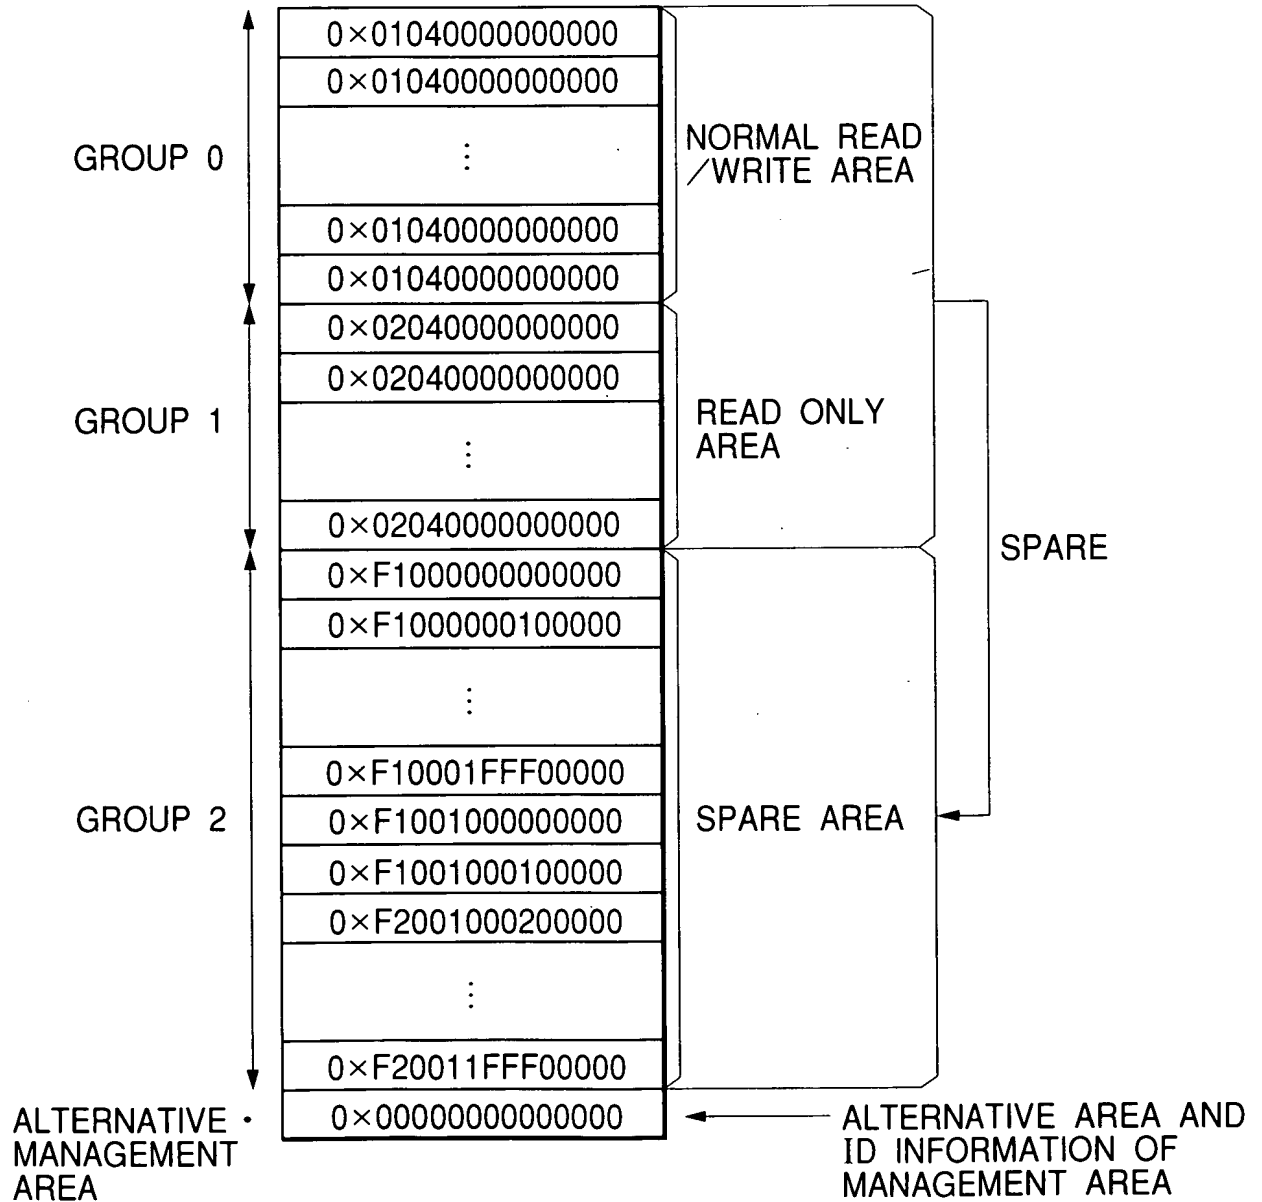 0×01040000000000
0×01040000000000
⋮
GROUP 0
NORMAL READ
/WRITE AREA
0×01040000000000
0×01040000000000
0×02040000000000
0×02040000000000
GROUP 1
READ ONLY
AREA
⋮
0×02040000000000
SPARE
0×F1000000000000
0×F1000000100000
⋮
0×F10001FFF00000
GROUP 2
0×F1001000000000
SPARE AREA
0×F1001000100000
0×F2001000200000
⋮
0×F20011FFF00000
0×00000000000000
ALTERNATIVE
MANAGEMENT
AREA
ALTERNATIVE AREA AND
ID INFORMATION OF
MANAGEMENT AREA